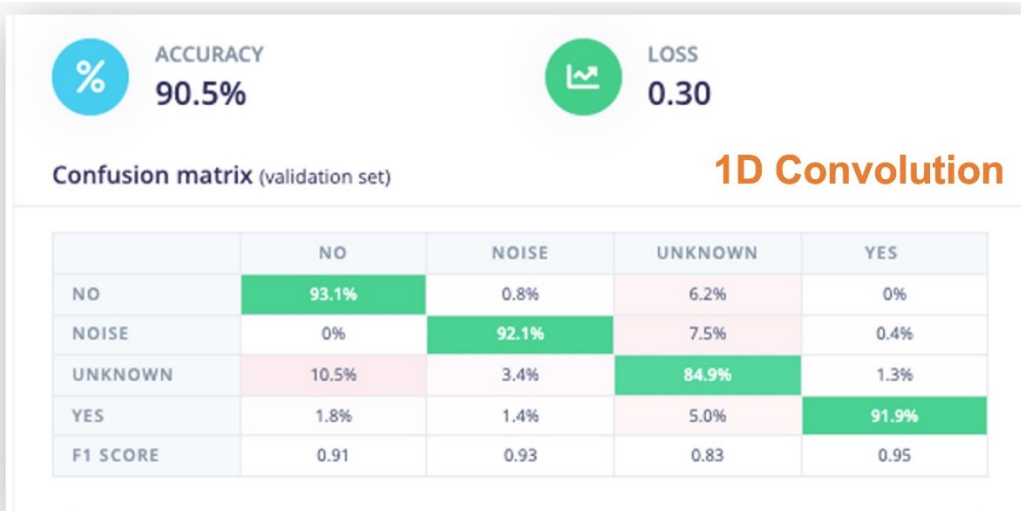 %
ACCURACY
90.5%
LOSS
0.30
Confusion matrix (validation set)
1D Convolution
NO NOISE UNKNOWN YES
NO 93.1% 0.8% 6.2% 0%
NOISE 0% 92.1% 7.5% 0.4%
UNKNOWN 10.5% 3.4% 84.9% 1.3%
YES 1.8% 1.4% 5.0% 91.9%
F1 SCORE 0.91 0.93 0.83 0.95